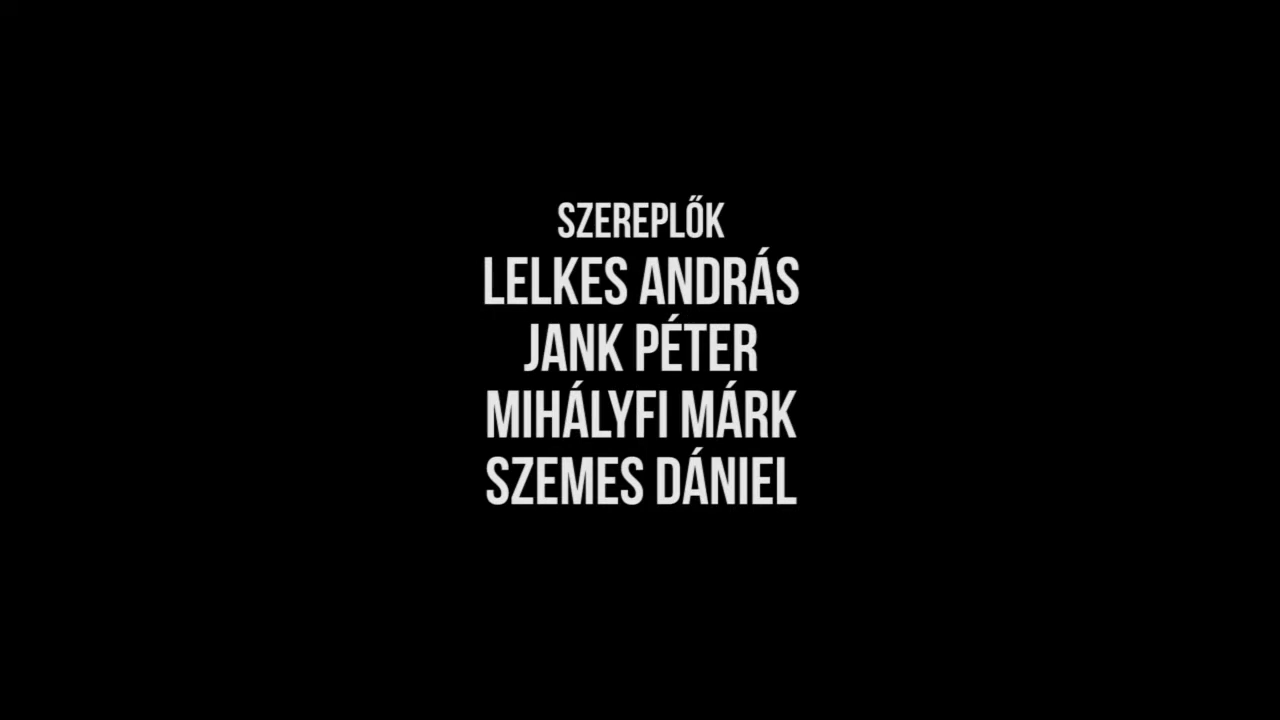 SZEREPLŐK
LELKES ANDRÁS
JANK PÉTER
MIHÁLYFI MÁRK
SZEMES DÁNIEL